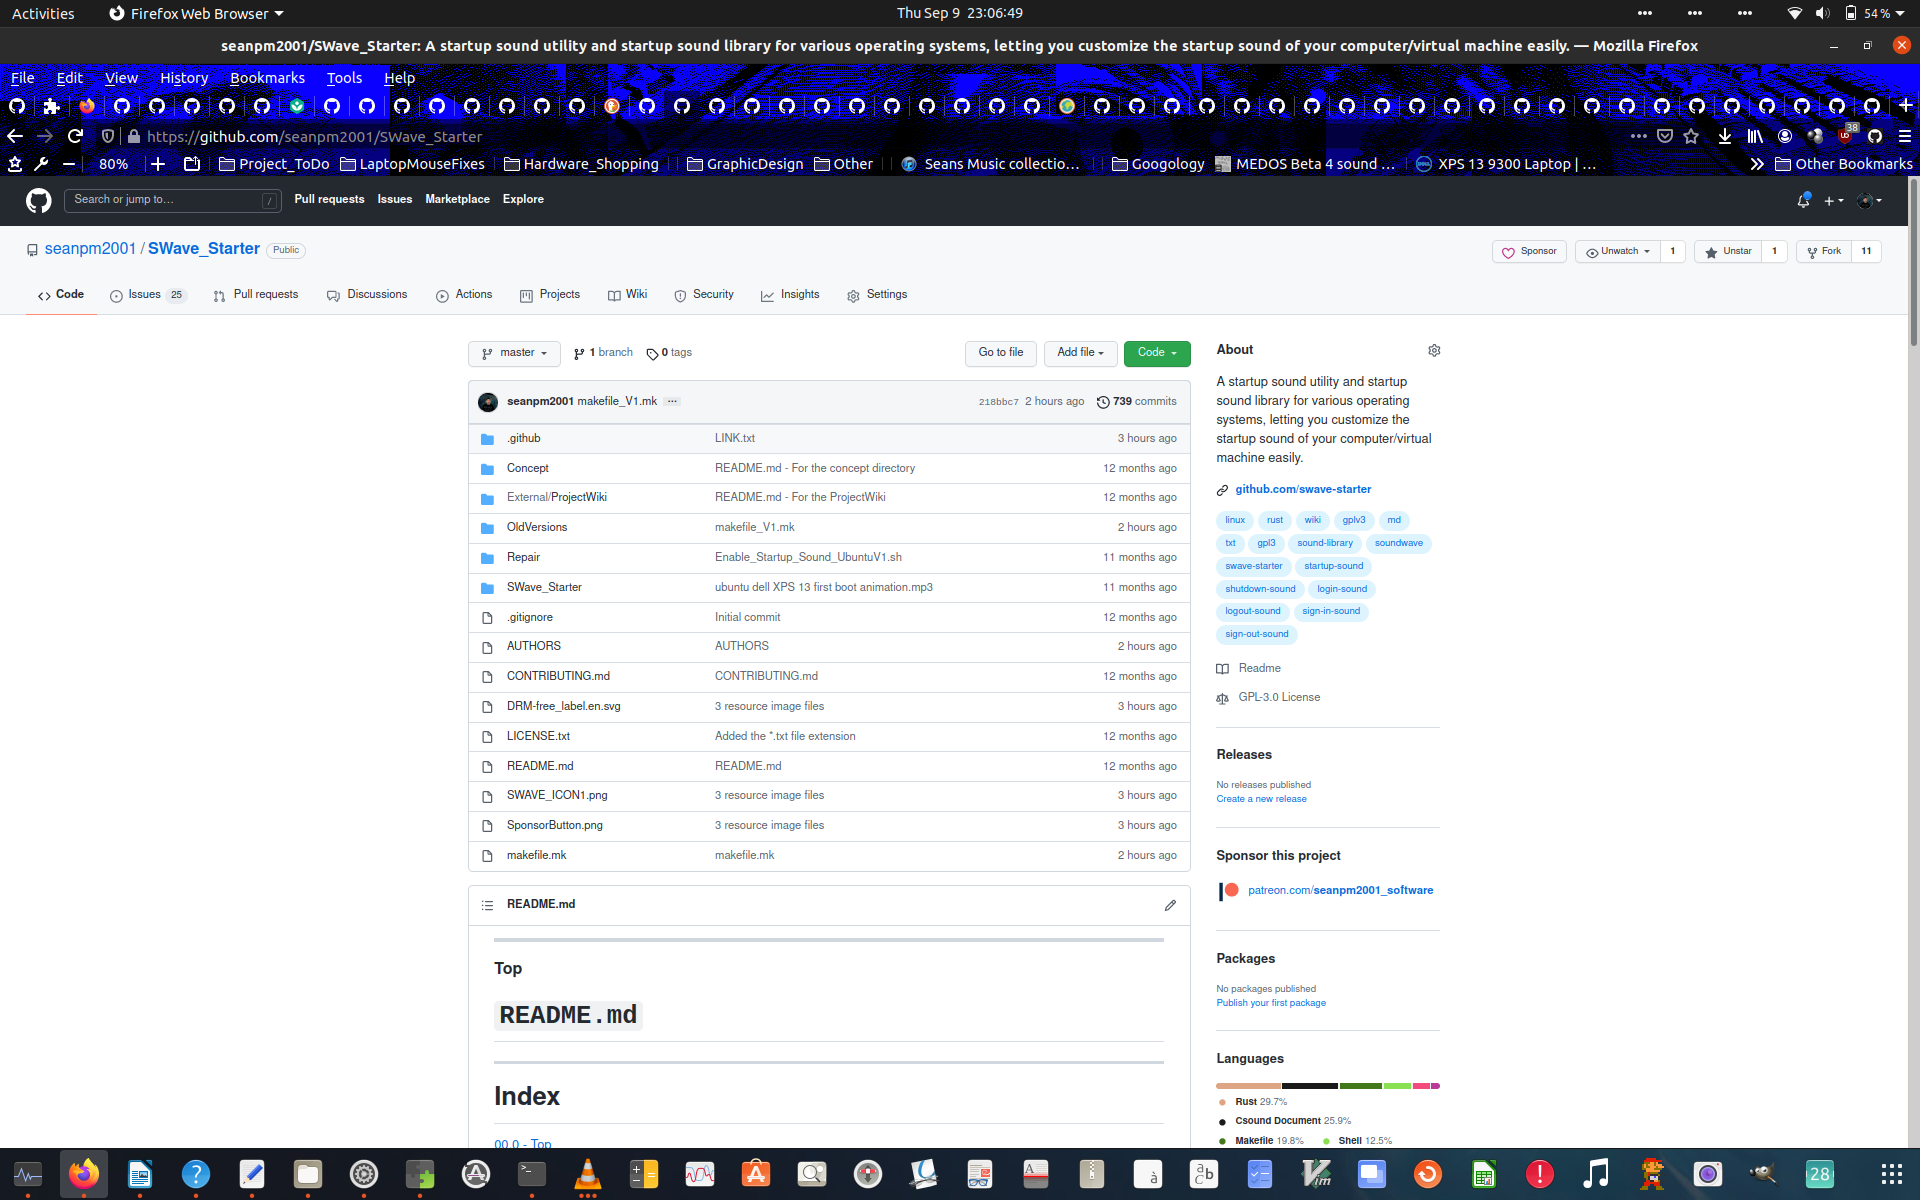 Activities Firefox Web Browser Thu Sep 9 23:06:49 54 %
seanpm2001/SWave_Starter: A startup sound utility and startup sound library for various operating systems, letting you customize the startup sound of your computer/virtual machine easily. — Mozilla Firefox
File Edit View History Bookmarks Tools Help
https://github.com/seanpm2001/SWave_Starter 38
80% Project_ToDo LaptopMouseFixes Hardware_Shopping GraphicDesign Other Seans Music collectio… Googology MEDOS Beta 4 sound … XPS 13 9300 Laptop | … Other Bookmarks
Search or jump to… / Pull requests Issues Marketplace Explore
seanpm2001 / SWave_Starter Public Sponsor Unwatch 1 Unstar 1 Fork 11
Code Issues 25 Pull requests Discussions Actions Projects Wiki Security Insights Settings
master 1 branch 0 tags Go to file Add file Code
seanpm2001 makefile_V1.mk ... 218bbc7 2 hours ago 739 commits
.github LINK.txt 3 hours ago
Concept README.md - For the concept directory 12 months ago
External/ProjectWiki README.md - For the ProjectWiki 12 months ago
OldVersions makefile_V1.mk 2 hours ago
Repair Enable_Startup_Sound_UbuntuV1.sh 11 months ago
SWave_Starter ubuntu dell XPS 13 first boot animation.mp3 11 months ago
.gitignore Initial commit 12 months ago
AUTHORS AUTHORS 2 hours ago
CONTRIBUTING.md CONTRIBUTING.md 12 months ago
DRM-free_label.en.svg 3 resource image files 3 hours ago
LICENSE.txt Added the *.txt file extension 12 months ago
README.md README.md 12 months ago
SWAVE_ICON1.png 3 resource image files 3 hours ago
SponsorButton.png 3 resource image files 3 hours ago
makefile.mk makefile.mk 2 hours ago
README.md
Top
README.md
Index
00.0 - Top
About
A startup sound utility and startup
sound library for various operating
systems, letting you customize the
startup sound of your computer/virtual
machine easily.
github.com/swave-starter
linux rust wiki gplv3 md
txt gpl3 sound-library soundwave
swave-starter startup-sound
shutdown-sound login-sound
logout-sound sign-in-sound
sign-out-sound
Readme
GPL-3.0 License
Releases
No releases published
Create a new release
Sponsor this project
patreon.com/seanpm2001_software
Packages
No packages published
Publish your first package
Languages
Rust 29.7%
Csound Document 25.9%
Makefile 19.8% Shell 12.5%
28